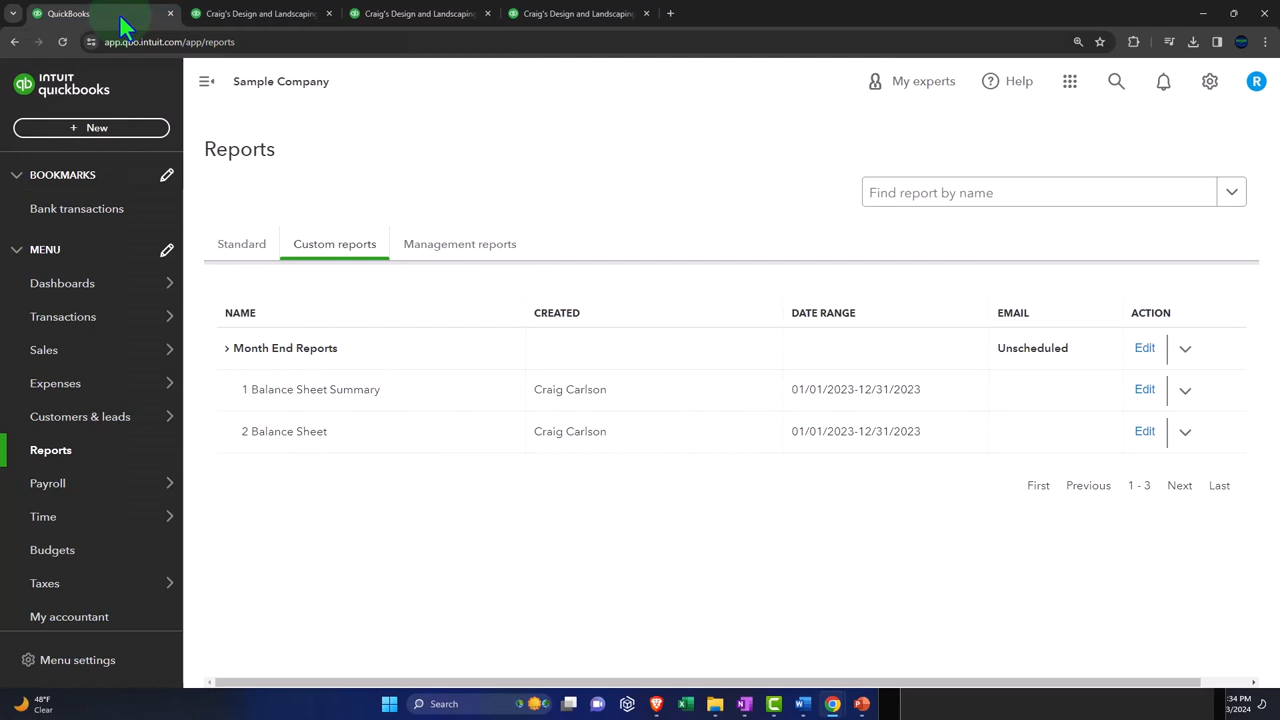 QuickBooks
Craig's Design and Landscaping
Craig's Design and Landscaping
Craig's Design and Landscaping
app.qbo.intuit.com/app/reports
INTUIT
quickbooks
Sample Company
My experts
Help
R
+ New
Reports
BOOKMARKS
Find report by name
Bank transactions
Standard
Custom reports
Management reports
MENU
Dashboards
Transactions
Sales
Expenses
Customers & leads
Reports
Payroll
Time
Budgets
Taxes
My accountant
Menu settings
NAME CREATED DATE RANGE EMAIL ACTION
Month End Reports Unscheduled Edit
1 Balance Sheet Summary Craig Carlson 01/01/2023-12/31/2023 Edit
2 Balance Sheet Craig Carlson 01/01/2023-12/31/2023 Edit
First Previous 1 - 3 Next Last
48°F
Clear
Search
:34 PM
/3/2024